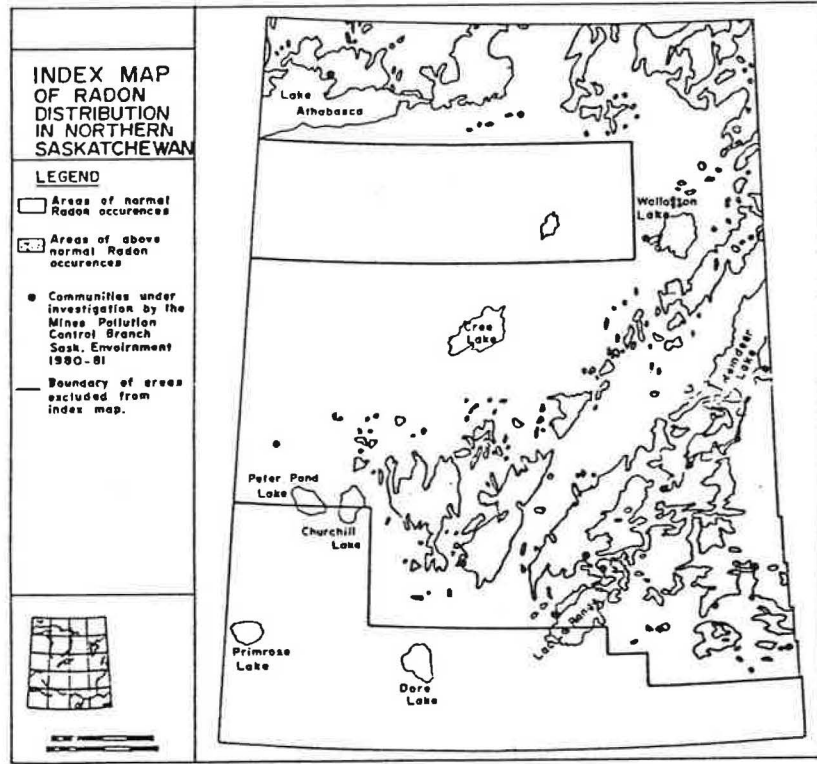 INDEX MAP
OF RADON
DISTRIBUTION
IN NORTHERN
SASKATCHEWAN
LEGEND
Areas of normal
Radon occurences
Areas of above
normal Radon
occurences
Communities under
investigation by the
Mines Pollution
Control Branch
Sask. Envoirnment
1980-81
Boundary of areas
excluded from
index map.
Lake
Athabasca
Wollaston
Lake
Cree
Lake
Reindeer
Lake
Peter Pond
Lake
Churchill
Lake
Lac La Ronge
Primrose
Lake
Dore
Lake